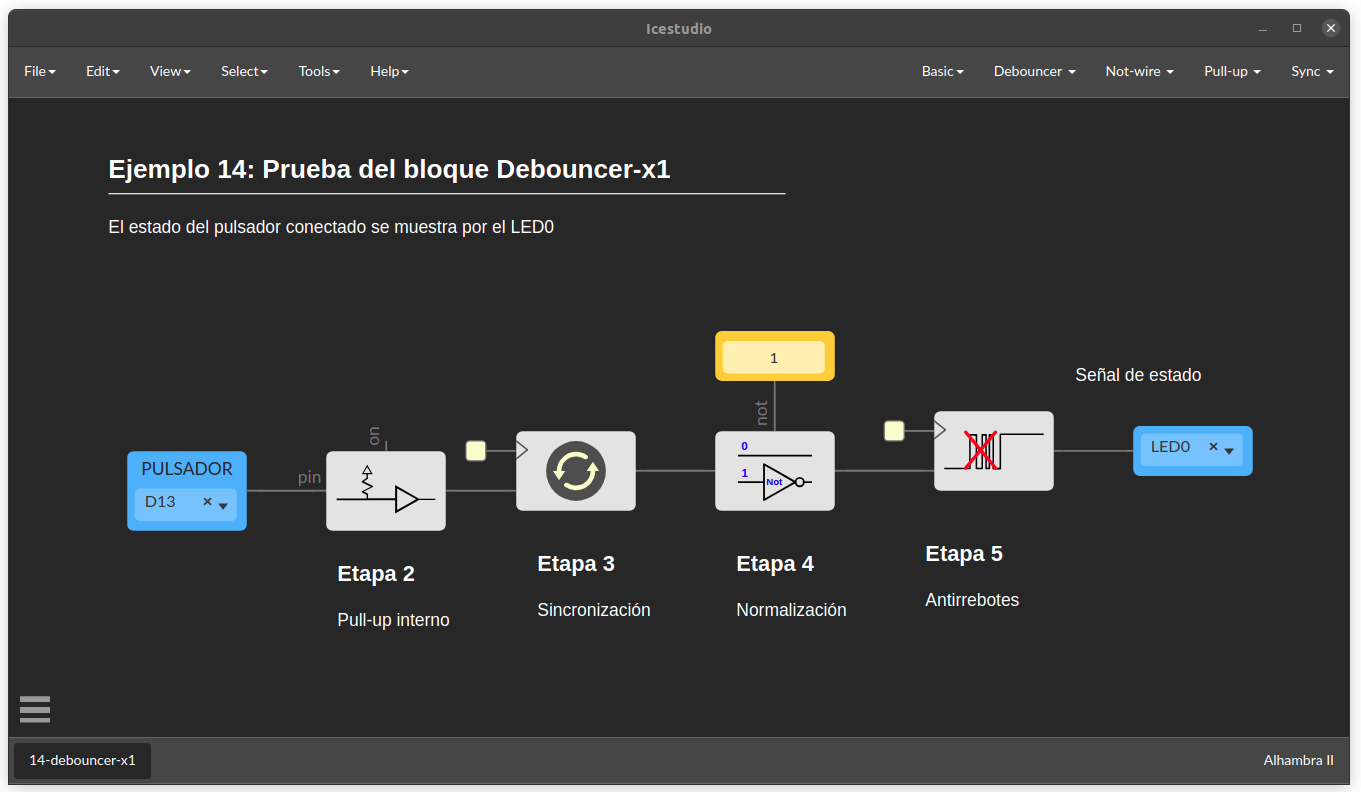 Icestudio
File Edit View Select Tools Help Basic Debouncer Not-wire Pull-up Sync
Ejemplo 14: Prueba del bloque Debouncer-x1
El estado del pulsador conectado se muestra por el LED0
1
Señal de estado
not
on
0
PULSADOR
pin
D13
1
Not
LED0
Etapa 2
Pull-up interno
Etapa 3
Sincronización
Etapa 4
Normalización
Etapa 5
Antirrebotes
14-debouncer-x1
Alhambra II